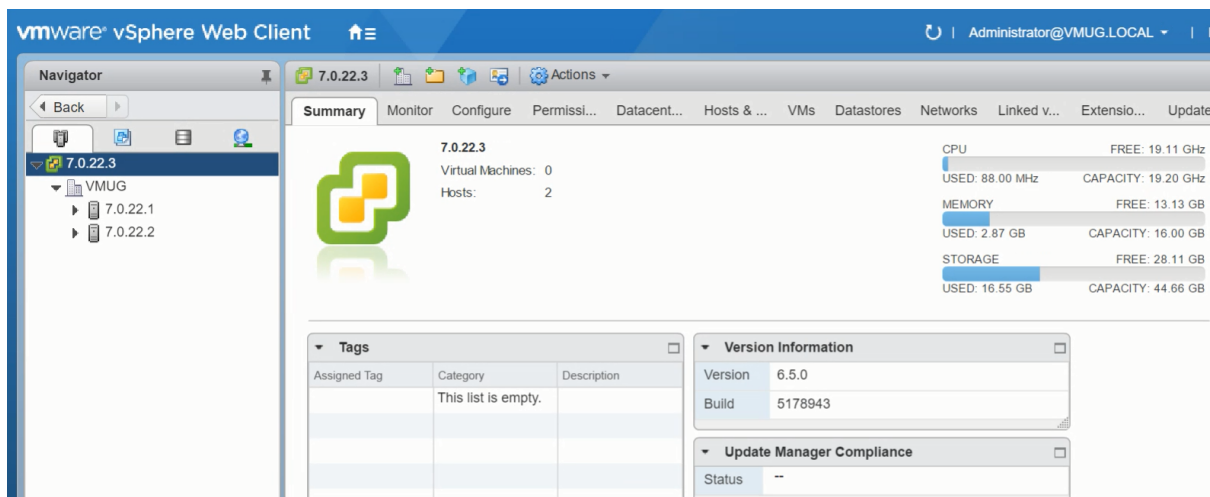 vmware® vSphere Web Client
Administrator@VMUG.LOCAL
Navigator
Back
7.0.22.3
VMUG
7.0.22.1
7.0.22.2
7.0.22.3 Actions
Summary Monitor Configure Permissi... Datacent... Hosts & ... VMs Datastores Networks Linked v... Extensio... Update
7.0.22.3
Virtual Machines: 0
Hosts: 2
CPU FREE: 19.11 GHz
USED: 88.00 MHz CAPACITY: 19.20 GHz
MEMORY FREE: 13.13 GB
USED: 2.87 GB CAPACITY: 16.00 GB
STORAGE FREE: 28.11 GB
USED: 16.55 GB CAPACITY: 44.66 GB
Tags
Assigned Tag Category Description
This list is empty.
Version Information
Version 6.5.0
Build 5178943
Update Manager Compliance
Status --